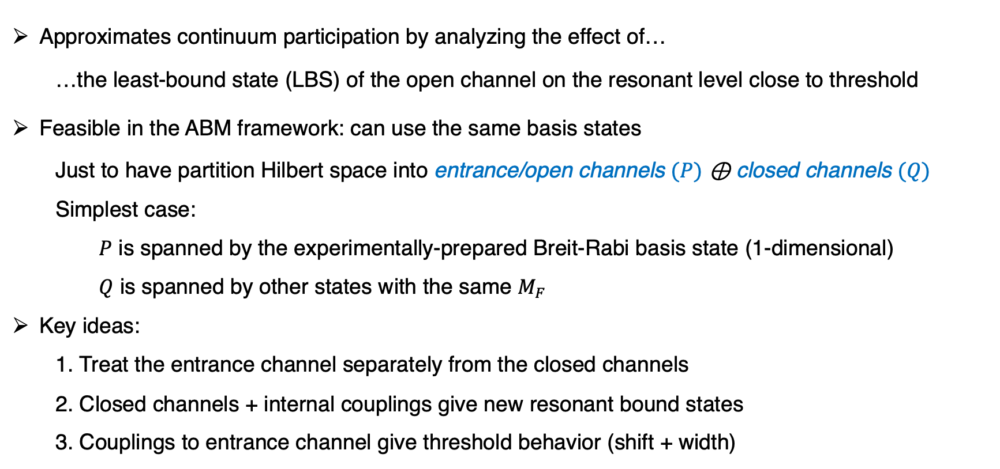 ➢ Approximates continuum participation by analyzing the effect of…
…the least-bound state (LBS) of the open channel on the resonant level close to threshold
➢ Feasible in the ABM framework: can use the same basis states
Just to have partition Hilbert space into entrance/open channels (P) ⊕ closed channels (Q)
Simplest case:
P is spanned by the experimentally-prepared Breit-Rabi basis state (1-dimensional)
Q is spanned by other states with the same M_F
➢ Key ideas:
1. Treat the entrance channel separately from the closed channels
2. Closed channels + internal couplings give new resonant bound states
3. Couplings to entrance channel give threshold behavior (shift + width)